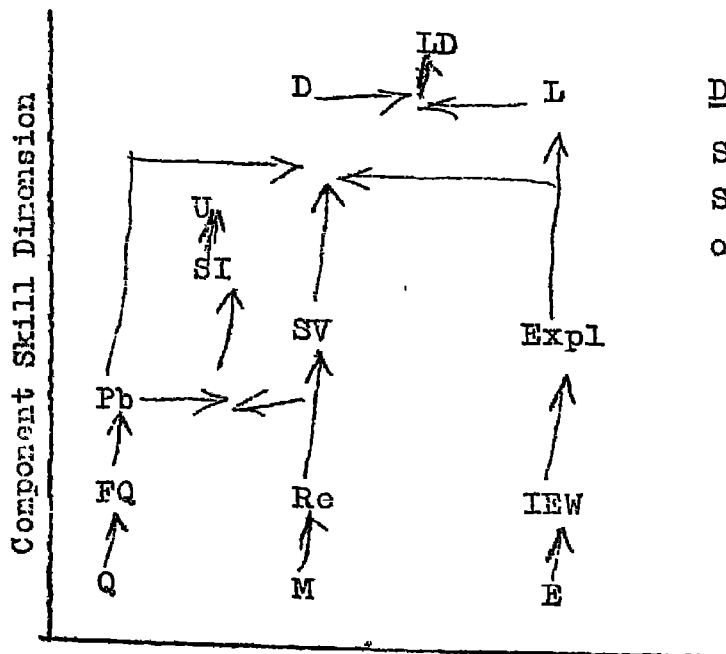 LD
D L D
S
U S
SI o
SV Expl
Pb
FQ Re IEW
Q M E
Component Skill Dimension